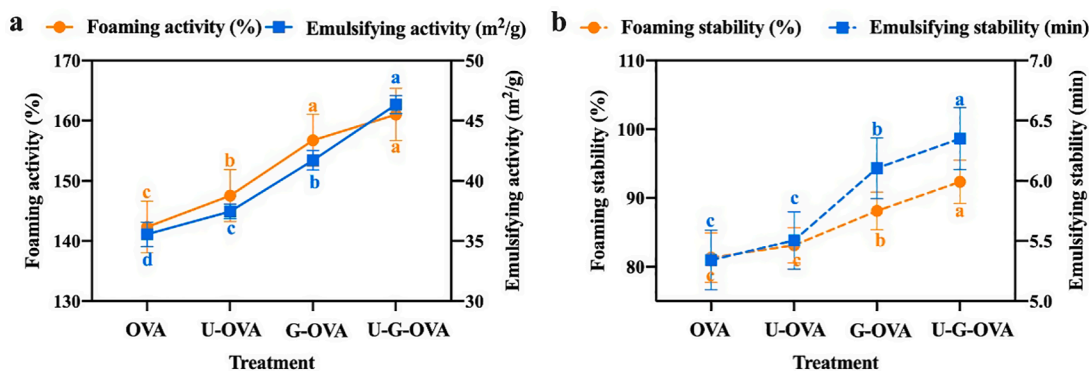 a
Foaming activity (%) Emulsifying activity (m²/g)
170
160
150
140
130
Foaming activity (%)
50
45
40
35
30
Emulsifying activity (m²/g)
c
d
b
c
a
b
a
a
OVA U-OVA G-OVA U-G-OVA
Treatment
b
Foaming stability (%) Emulsifying stability (min)
110
100
90
80
Foaming stability (%)
7.0
6.5
6.0
5.5
5.0
Emulsifying stability (min)
c
c
c
c
b
b
a
a
OVA U-OVA G-OVA U-G-OVA
Treatment